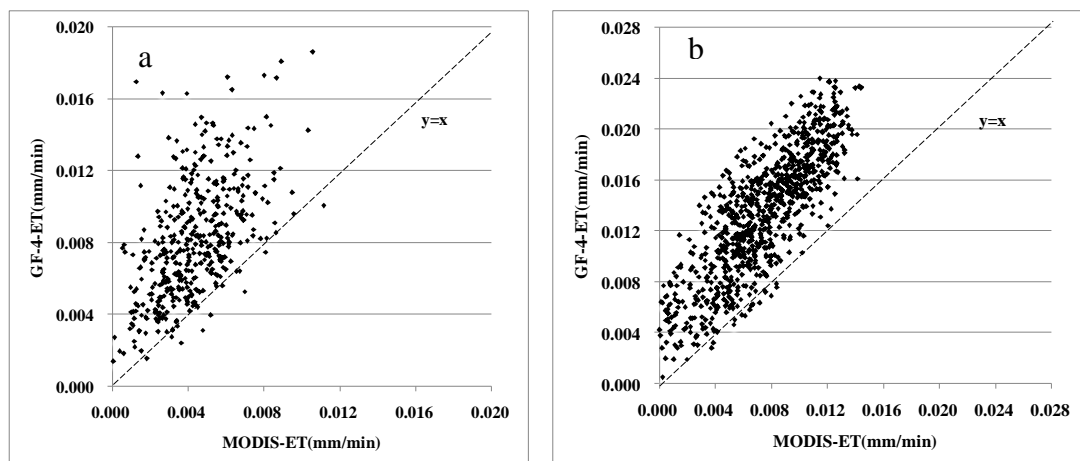 a
0.020
0.016
0.012
0.008
0.004
0.000
GF-4-ET(mm/min)
y=x
0.000 0.004 0.008 0.012 0.016 0.020
MODIS-ET(mm/min)
b
0.028
0.024
0.020
0.016
0.012
0.008
0.004
0.000
GF-4-ET(mm/min)
y=x
0.000 0.004 0.008 0.012 0.016 0.020 0.024 0.028
MODIS-ET(mm/min)